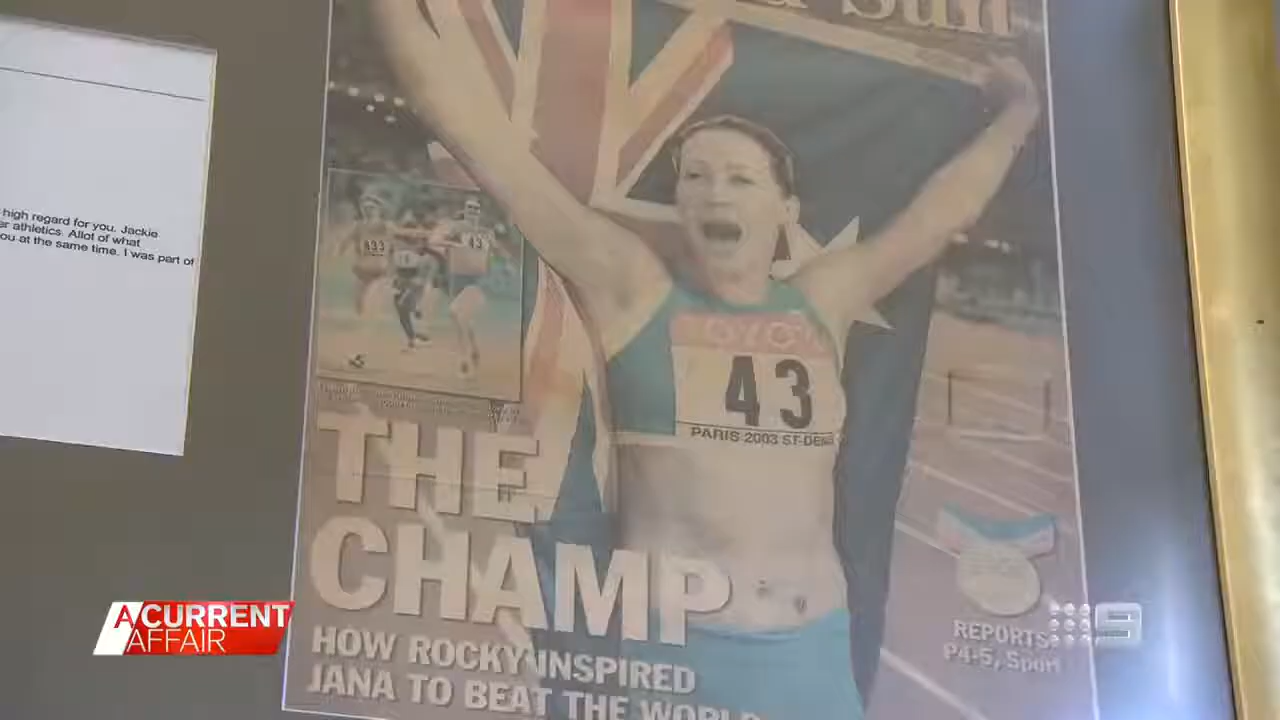 Sun
high regard for you. Jackie
athletics. Allot of what
ou at the same time. I was part of
433
43
TOYOTA
43
PARIS 2003 ST-DENIS
THE
CHAMP
HOW ROCKY INSPIRED
JANA TO BEAT THE WORLD
REPORTS:
P4-5, Sport
A CURRENT
AFFAIR
9